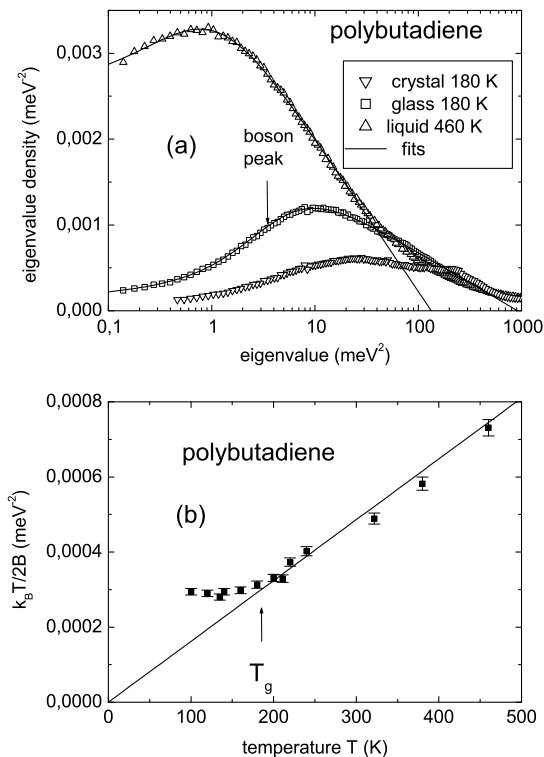 polybutadiene
0,003
0,002
0,001
0,000
eigenvalue density (meV⁻²)
(a)
boson
peak
crystal 180 K
glass 180 K
liquid 460 K
fits
0,1
1
10
100
1000
eigenvalue (meV²)
0,0008
0,0006
0,0004
0,0002
0,0000
k_BT/2B (meV⁻²)
polybutadiene
(b)
T_g
0
100
200
300
400
500
temperature T (K)